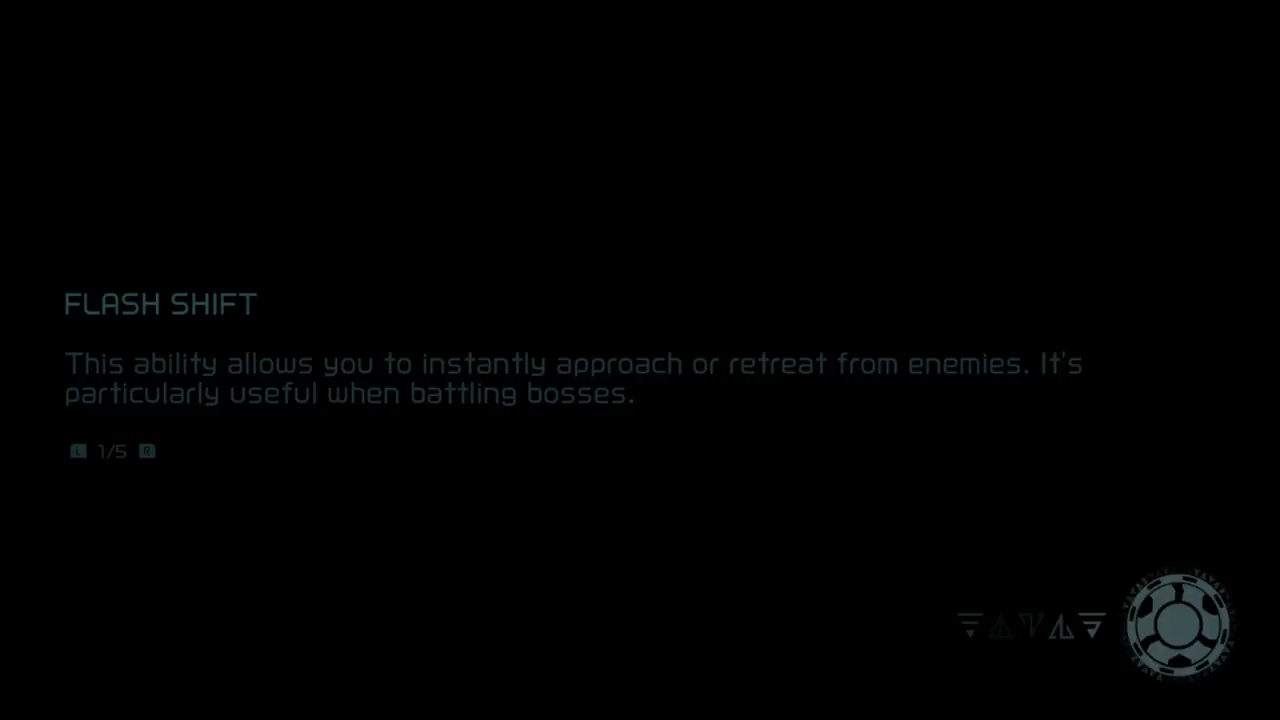 FLASH SHIFT
This ability allows you to instantly approach or retreat from enemies. It's
particularly useful when battling bosses.
L 1/5 R